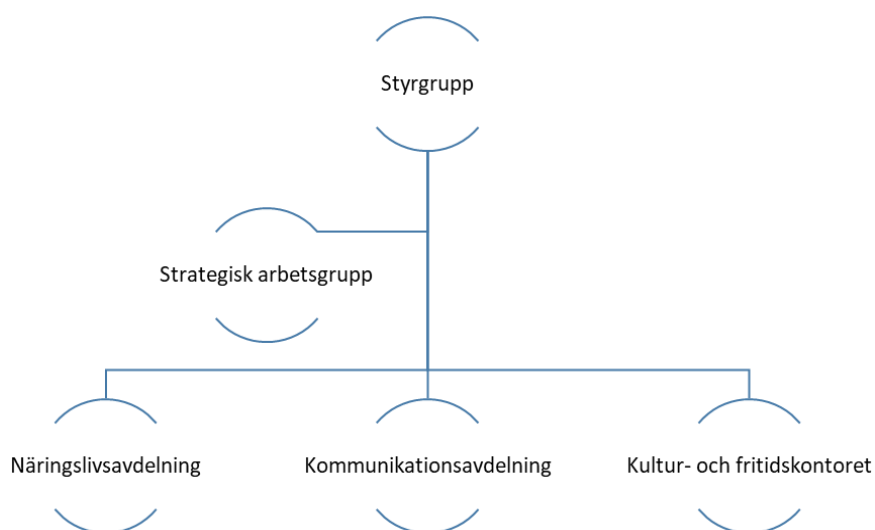 Styrgrupp
Strategisk arbetsgrupp
Näringslivsavdelning
Kommunikationsavdelning
Kultur- och fritidskontoret